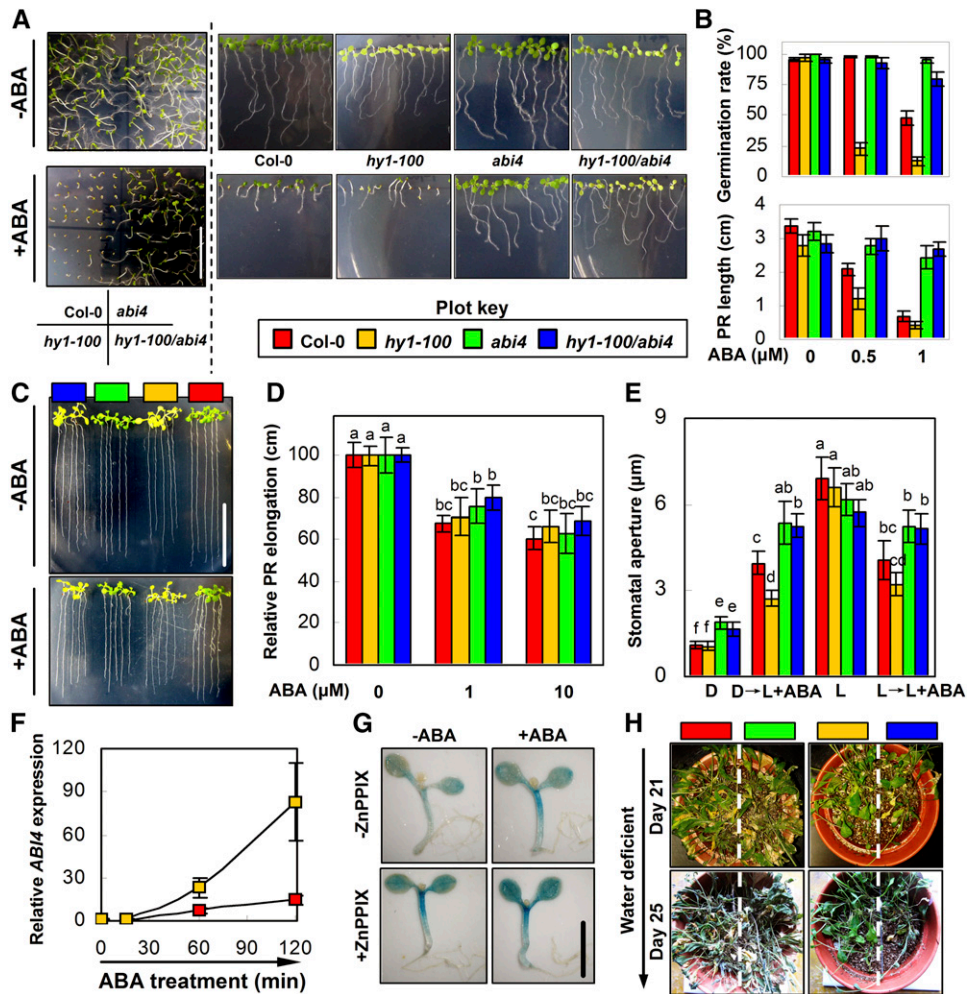 A
-ABA
+ABA
Col-0
hy1-100
abi4
hy1-100/abi4
Col-0 abi4
hy1-100 hy1-100/abi4
Plot key
Col-0 hy1-100 abi4 hy1-100/abi4
B
Germination rate (%)
100
75
50
25
0
PR length (cm)
4
3
2
1
0
ABA (μM) 0 0.5 1
C
-ABA
+ABA
D
Relative PR elongation (cm)
120
100
80
60
40
20
0
a a a a
bc bc b b
c bc bc bc
ABA (μM) 0 1 10
E
Stomatal aperture (μm)
9
6
3
0
f f e e
c d ab b
a a ab ab
bc cd b b
D D→L+ABA L L→L+ABA
F
Relative ABI4 expression
120
90
60
30
0
0 30 60 90 120
ABA treatment (min)
G
-ABA +ABA
-ZnPPIX
+ZnPPIX
H
Water deficient
Day 21
Day 25